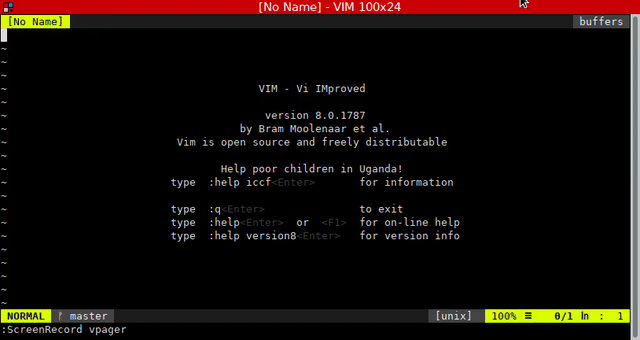 [No Name] - VIM 100x24
[No Name] buffers
~
~
~
~
VIM - Vi IMproved
~
~
version 8.0.1787
~
by Bram Moolenaar et al.
~
Vim is open source and freely distributable
~
~
Help poor children in Uganda!
~
type :help iccf<Enter> for information
~
~
type :q<Enter> to exit
~
type :help<Enter> or <F1> for on-line help
~
type :help version8<Enter> for version info
~
~
~
~
~
NORMAL master [unix] 100% ≡ 0/1 ln : 1
:ScreenRecord vpager